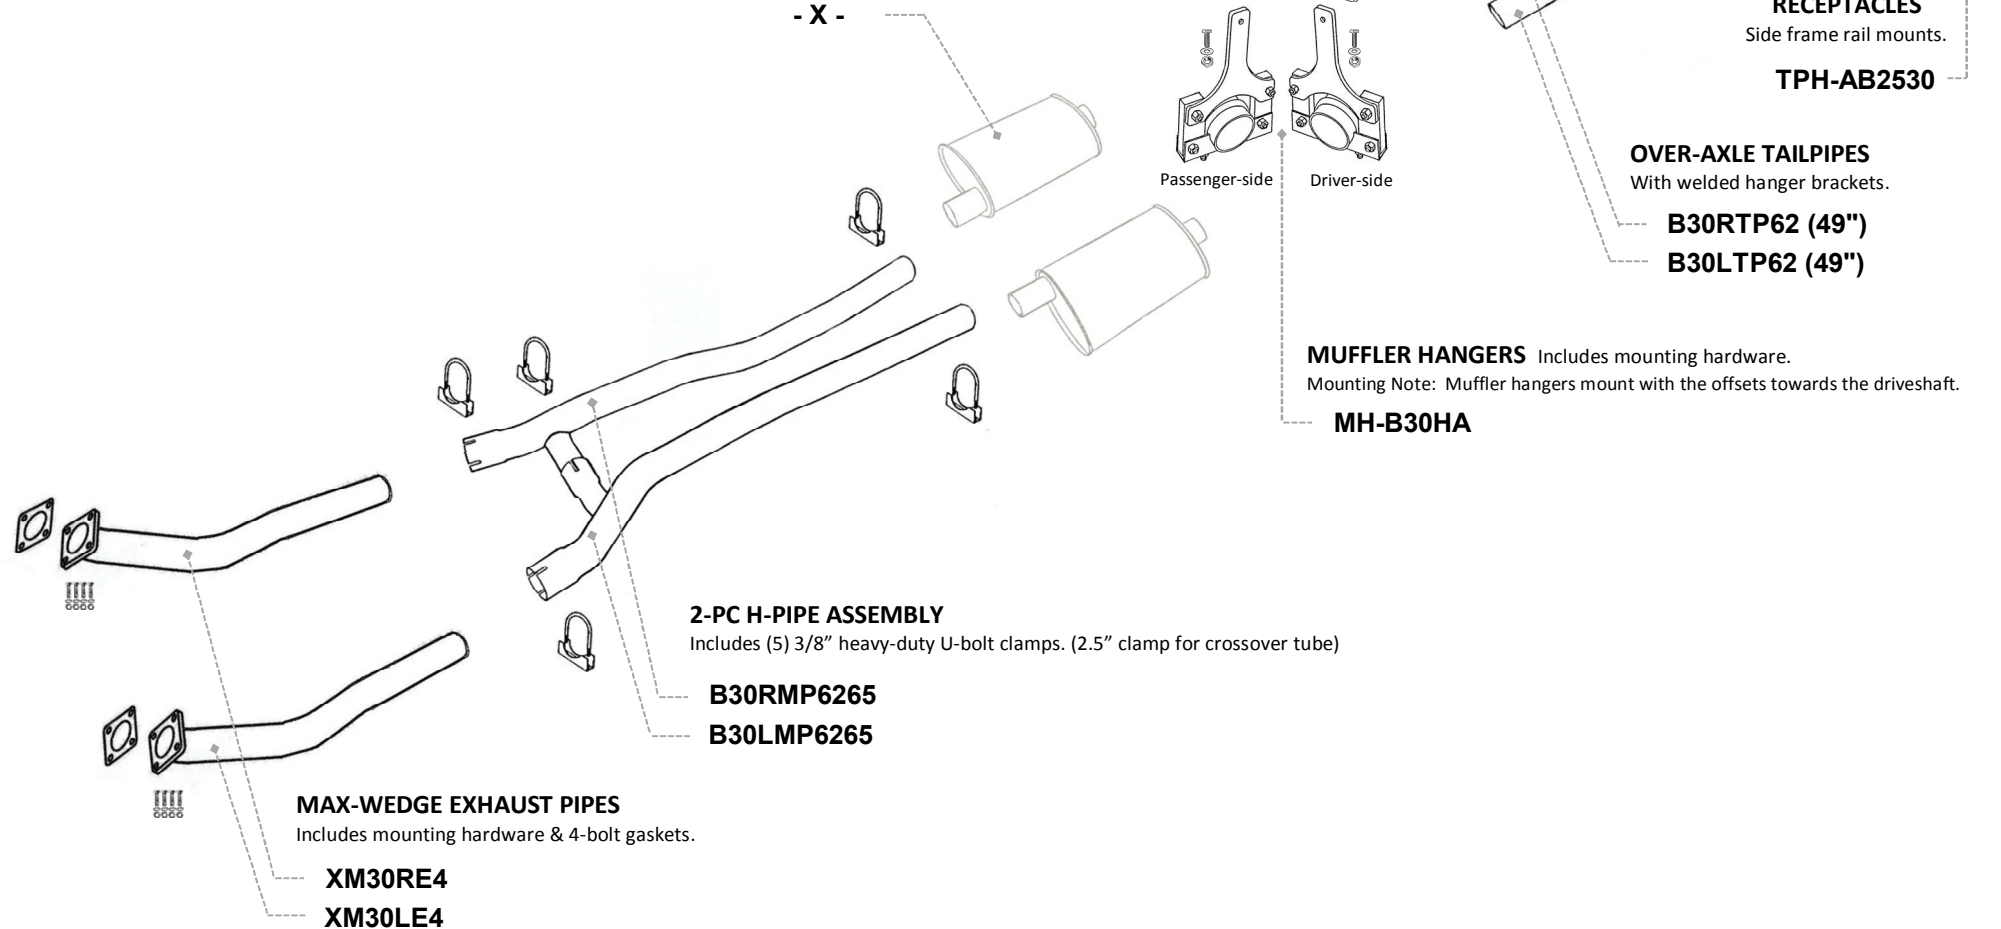 - X -
RECEPTACLES
Side frame rail mounts.
TPH-AB2530
Passenger-side
Driver-side
OVER-AXLE TAILPIPES
With welded hanger brackets.
B30RTP62 (49")
B30LTP62 (49")
MUFFLER HANGERS Includes mounting hardware.
Mounting Note: Muffler hangers mount with the offsets towards the driveshaft.
MH-B30HA
2-PC H-PIPE ASSEMBLY
Includes (5) 3/8” heavy-duty U-bolt clamps. (2.5” clamp for crossover tube)
B30RMP6265
B30LMP6265
MAX-WEDGE EXHAUST PIPES
Includes mounting hardware & 4-bolt gaskets.
XM30RE4
XM30LE4